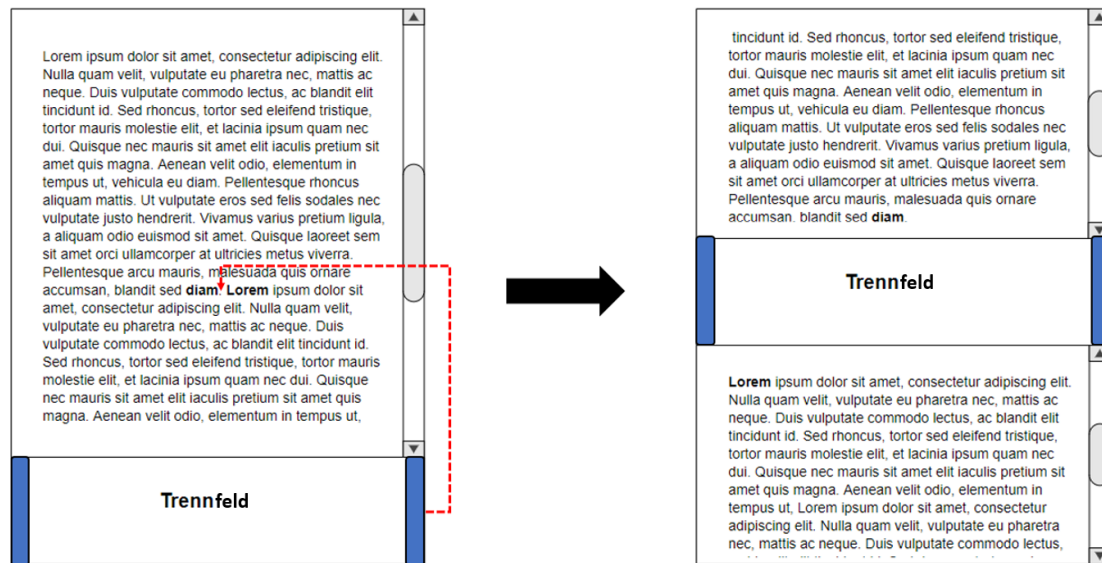 Lorem ipsum dolor sit amet, consectetur adipiscing elit.
Nulla quam velit, vulputate eu pharetra nec, mattis ac
neque. Duis vulputate commodo lectus, ac blandit elit
tincidunt id. Sed rhoncus, tortor sed eleifend tristique,
tortor mauris molestie elit, et lacinia ipsum quam nec
dui. Quisque nec mauris sit amet elit iaculis pretium sit
amet quis magna. Aenean velit odio, elementum in
tempus ut, vehicula eu diam. Pellentesque rhoncus
aliquam mattis. Ut vulputate eros sed felis sodales nec
vulputate justo hendrerit. Vivamus varius pretium ligula,
a aliquam odio euismod sit amet. Quisque laoreet sem
sit amet orci ullamcorper at ultricies metus viverra.
Pellentesque arcu mauris, malesuada quis ornare
accumsan, blandit sed diam. Lorem ipsum dolor sit
amet, consectetur adipiscing elit. Nulla quam velit,
vulputate eu pharetra nec, mattis ac neque. Duis
vulputate commodo lectus, ac blandit elit tincidunt id.
Sed rhoncus, tortor sed eleifend tristique, tortor mauris
molestie elit, et lacinia ipsum quam nec dui. Quisque
nec mauris sit amet elit iaculis pretium sit amet quis
magna. Aenean velit odio, elementum in tempus ut,
Trennfeld
tincidunt id. Sed rhoncus, tortor sed eleifend tristique,
tortor mauris molestie elit, et lacinia ipsum quam nec
dui. Quisque nec mauris sit amet elit iaculis pretium sit
amet quis magna. Aenean velit odio, elementum in
tempus ut, vehicula eu diam. Pellentesque rhoncus
aliquam mattis. Ut vulputate eros sed felis sodales nec
vulputate justo hendrerit. Vivamus varius pretium ligula,
a aliquam odio euismod sit amet. Quisque laoreet sem
sit amet orci ullamcorper at ultricies metus viverra.
Pellentesque arcu mauris, malesuada quis ornare
accumsan. blandit sed diam.
Trennfeld
Lorem ipsum dolor sit amet, consectetur adipiscing elit.
Nulla quam velit, vulputate eu pharetra nec, mattis ac
neque. Duis vulputate commodo lectus, ac blandit elit
tincidunt id. Sed rhoncus, tortor sed eleifend tristique,
tortor mauris molestie elit, et lacinia ipsum quam nec
dui. Quisque nec mauris sit amet elit iaculis pretium sit
amet quis magna. Aenean velit odio, elementum in
tempus ut, Lorem ipsum dolor sit amet, consectetur
adipiscing elit. Nulla quam velit, vulputate eu pharetra
nec, mattis ac neque. Duis vulputate commodo lectus,